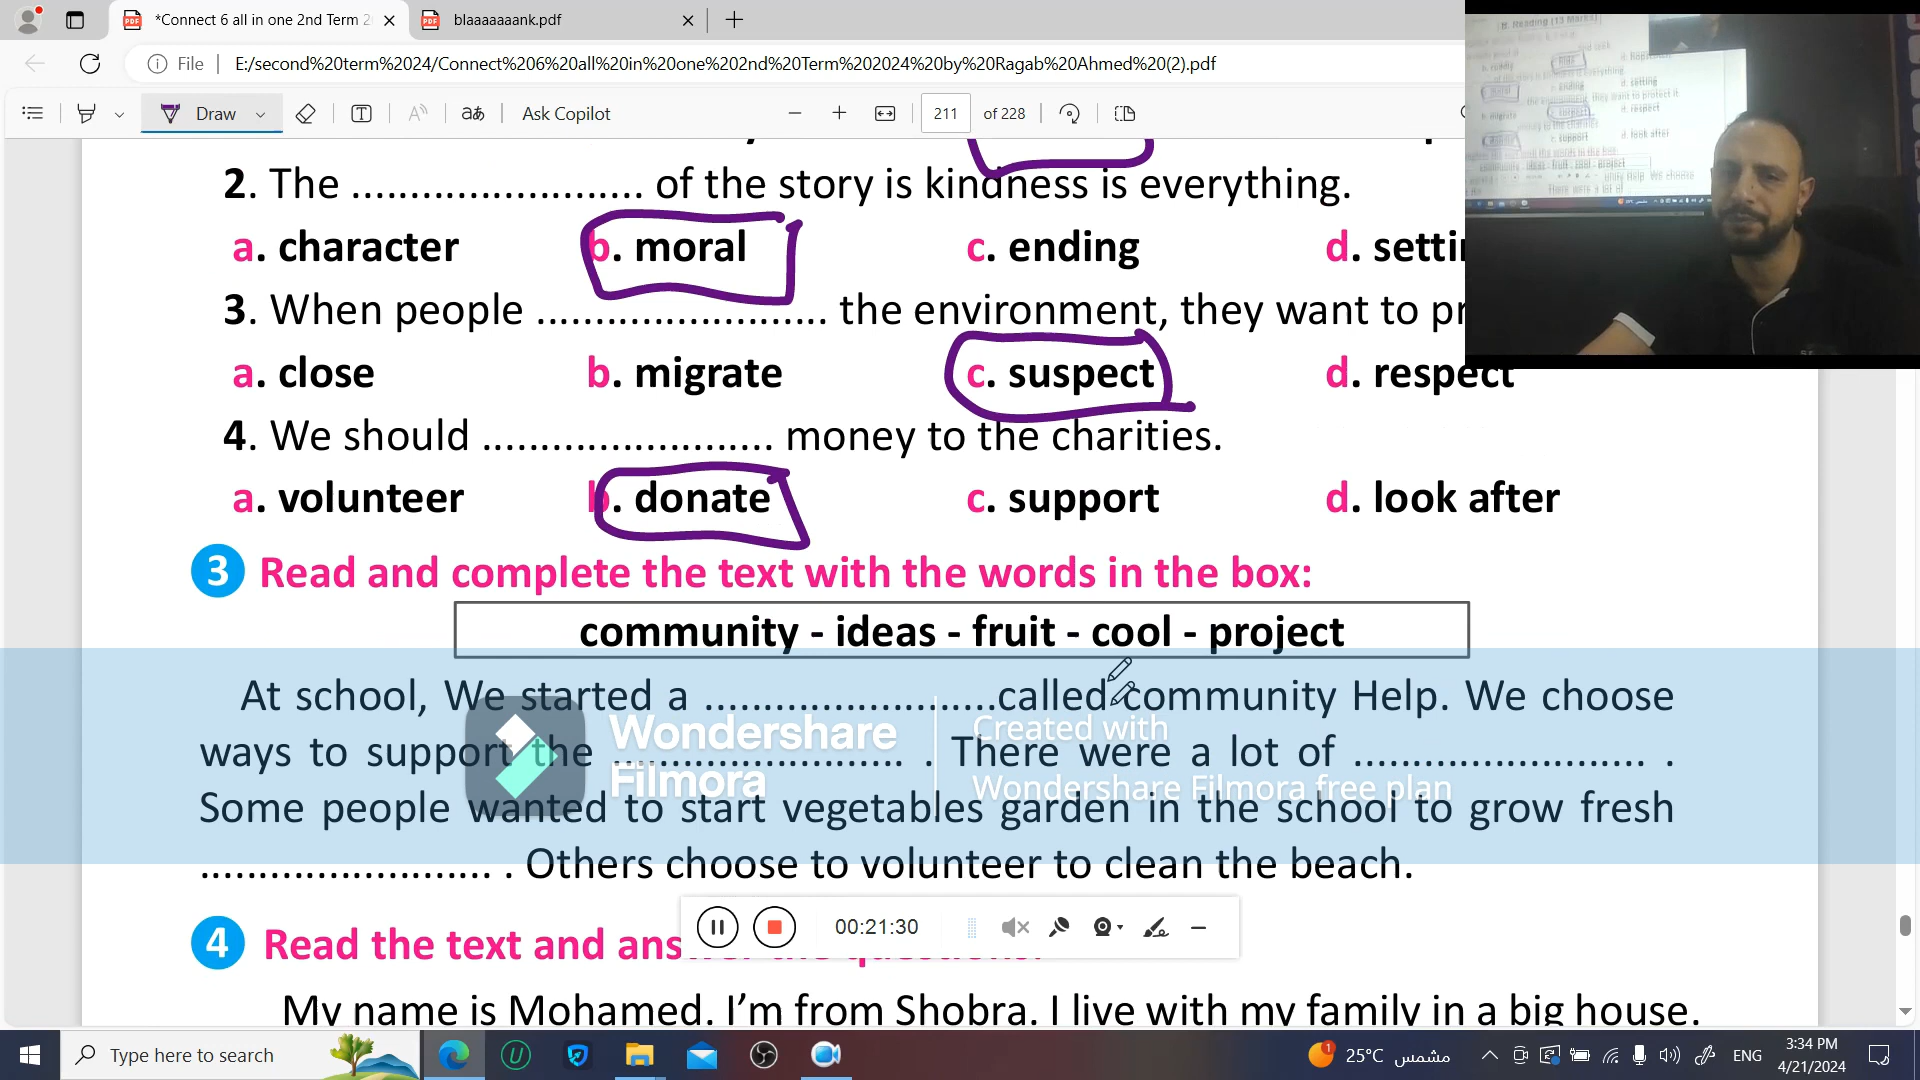 *Connect 6 all in one 2nd Term 2
blaaaaaaank.pdf
File
E:/second%20term%2024/Connect%206%20all%20in%20one%202nd%20Term%202024%20by%20Ragab%20Ahmed%20(2).pdf
Draw
Ask Copilot
211 of 228
2. The ......................... of the story is kindness is everything.
a. character b. moral c. ending d. settin
3. When people ......................... the environment, they want to pr
a. close b. migrate c. suspect d. respect
4. We should ......................... money to the charities.
a. volunteer b. donate c. support d. look after
3 Read and complete the text with the words in the box:
community - ideas - fruit - cool - project
At school, We started a .........................called community Help. We choose
ways to support the ......................... . There were a lot of ......................... .
Some people wanted to start vegetables garden in the school to grow fresh
......................... . Others choose to volunteer to clean the beach.
Wondershare
Filmora
Created with
Wondershare Filmora free plan
00:21:30
4 Read the text and answer the questions:
My name is Mohamed. I'm from Shobra. I live with my family in a big house.
Type here to search
1
25°C مشمس
ENG
3:34 PM
4/21/2024